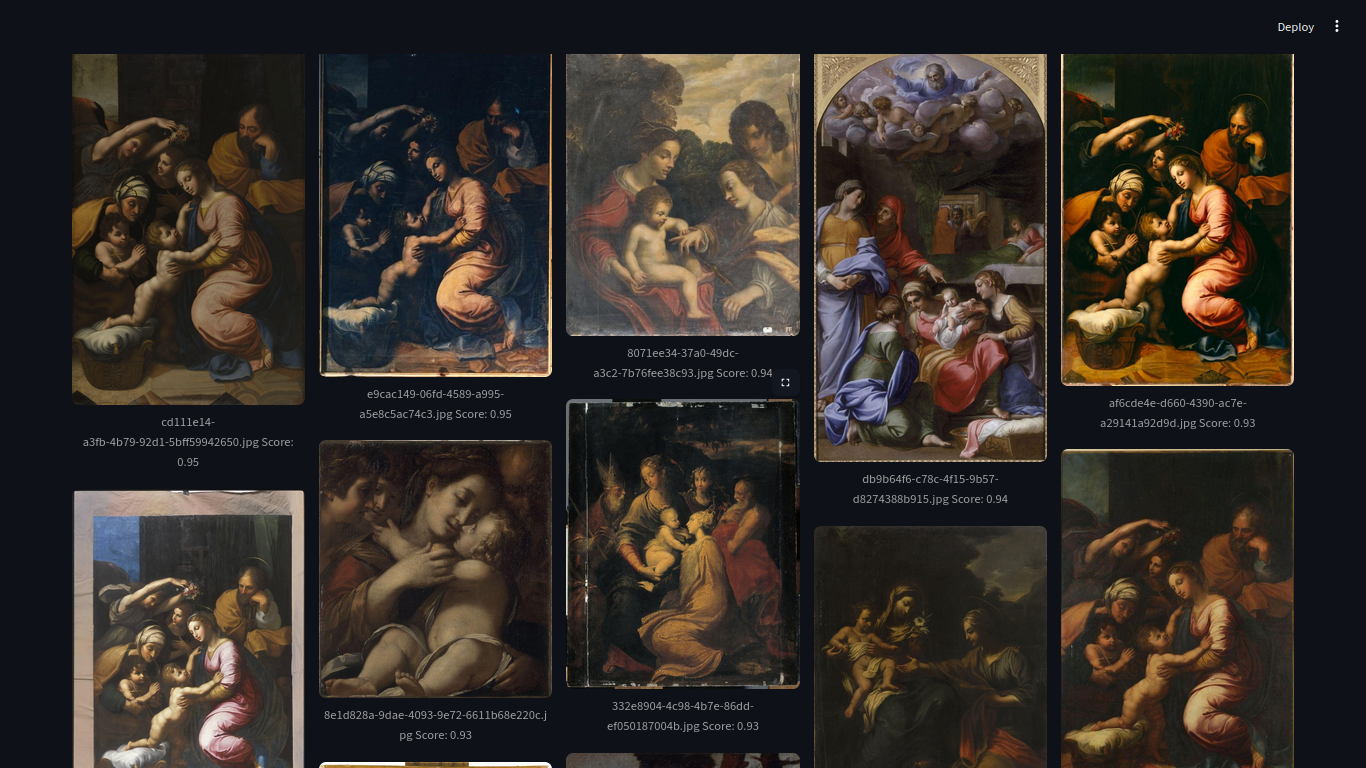 Deploy
cd111e14-
a3fb-4b79-92d1-5bff59942650.jpg Score:
0.95
e9cac149-06fd-4589-a995-
a5e8c5ac74c3.jpg Score: 0.95
8071ee34-37a0-49dc-
a3c2-7b76fee38c93.jpg Score: 0.94
db9b64f6-c78c-4f15-9b57-
d8274388b915.jpg Score: 0.94
af6cde4e-d660-4390-ac7e-
a29141a92d9d.jpg Score: 0.93
8e1d828a-9dae-4093-9e72-6611b68e220c.j
pg Score: 0.93
332e8904-4c98-4b7e-86dd-
ef050187004b.jpg Score: 0.93